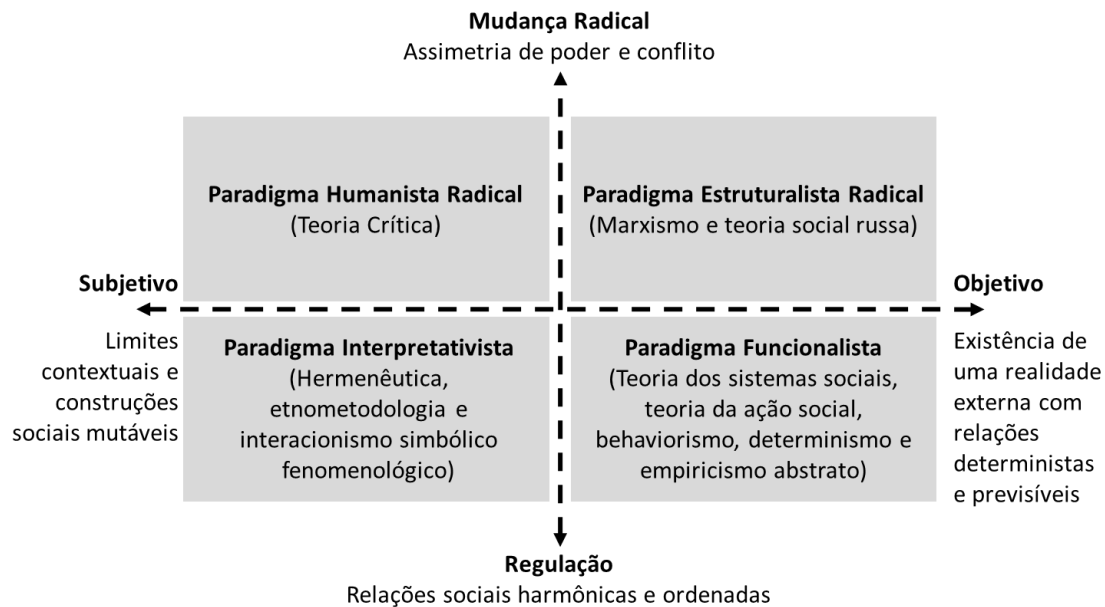 Mudança Radical
Assimetria de poder e conflito
Paradigma Humanista Radical
(Teoria Crítica)
Paradigma Estruturalista Radical
(Marxismo e teoria social russa)
Subjetivo
Objetivo
Limites
contextuais e
construções
sociais mutáveis
Paradigma Interpretativista
(Hermenêutica,
etnometodologia e
interacionismo simbólico
fenomenológico)
Paradigma Funcionalista
(Teoria dos sistemas sociais,
teoria da ação social,
behaviorismo, determinismo e
empiricismo abstrato)
Existência de
uma realidade
externa com
relações
deterministas
e previsíveis
Regulação
Relações sociais harmônicas e ordenadas